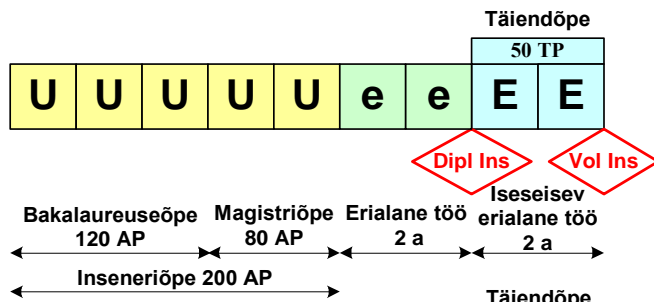 Täiendõpe
50 TP
U U U U U e e E E
Dipl Ins
Vol Ins
Bakalaureuseõpe
120 AP
Magistriõpe
80 AP
Erialane töö
2 a
Iseseisev
erialane töö
2 a
Inseneriõpe 200 AP
Täiendõpe